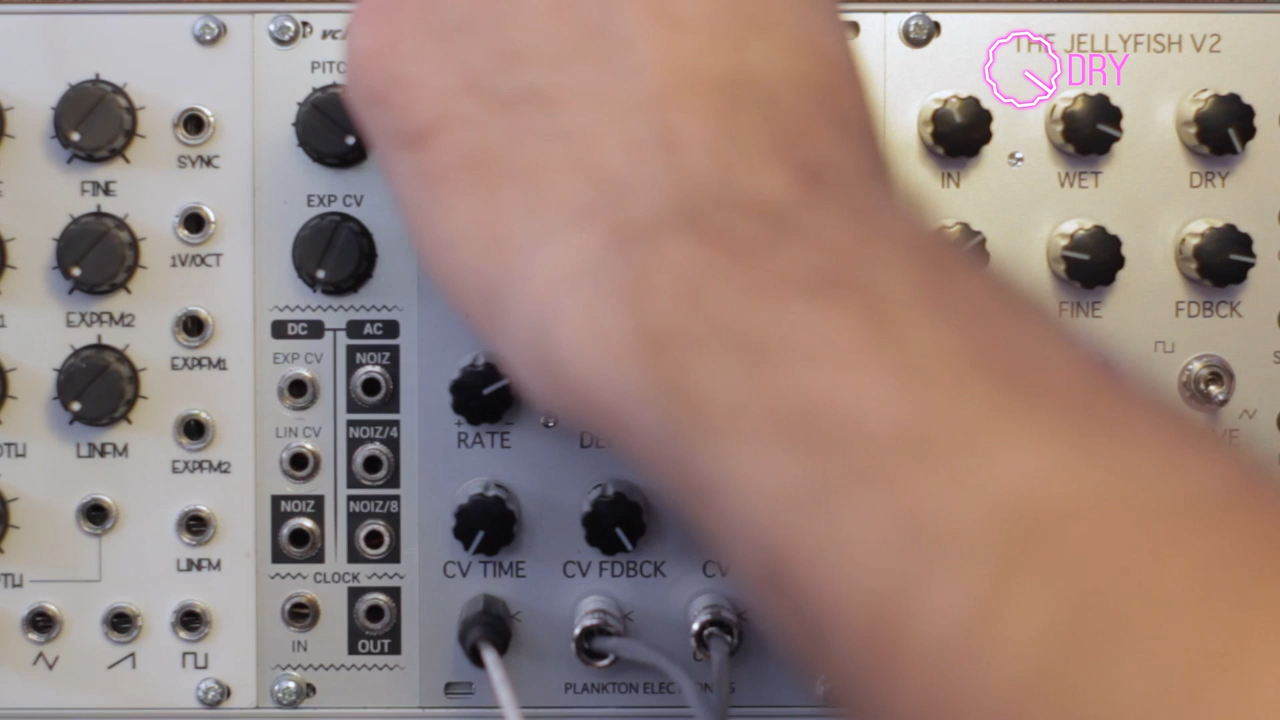 THE JELLYFISH V2
DRY
IN
WET
DRY
FINE
FDBCK
FINE
SYNC
1V/OCT
EXPFM2
EXPFM1
LINFM
EXPFM2
LINFM
EXP CV
DC
AC
EXP CV
NOIZ
LIN CV
NOIZ/4
NOIZ
NOIZ/8
CLOCK
IN
OUT
RATE
CV TIME
CV FDBCK
CV